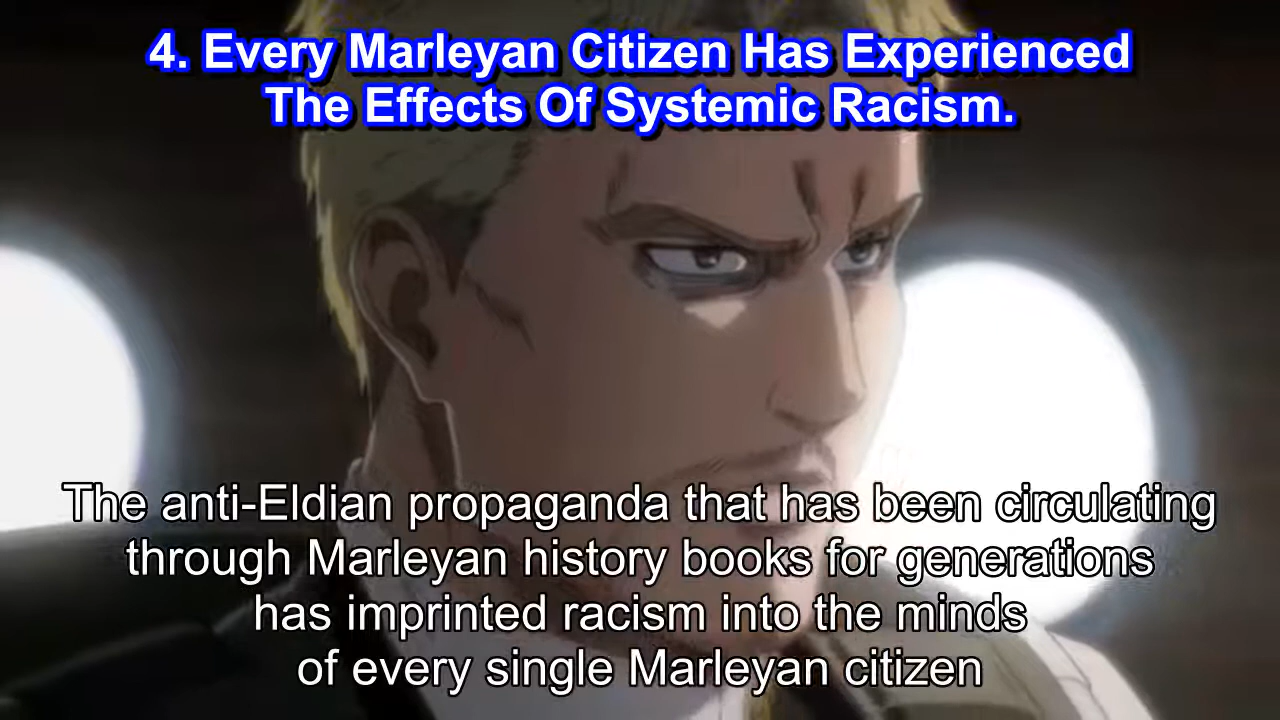 4. Every Marleyan Citizen Has Experienced
The Effects Of Systemic Racism.
The anti-Eldian propaganda that has been circulating
through Marleyan history books for generations
has imprinted racism into the minds
of every single Marleyan citizen